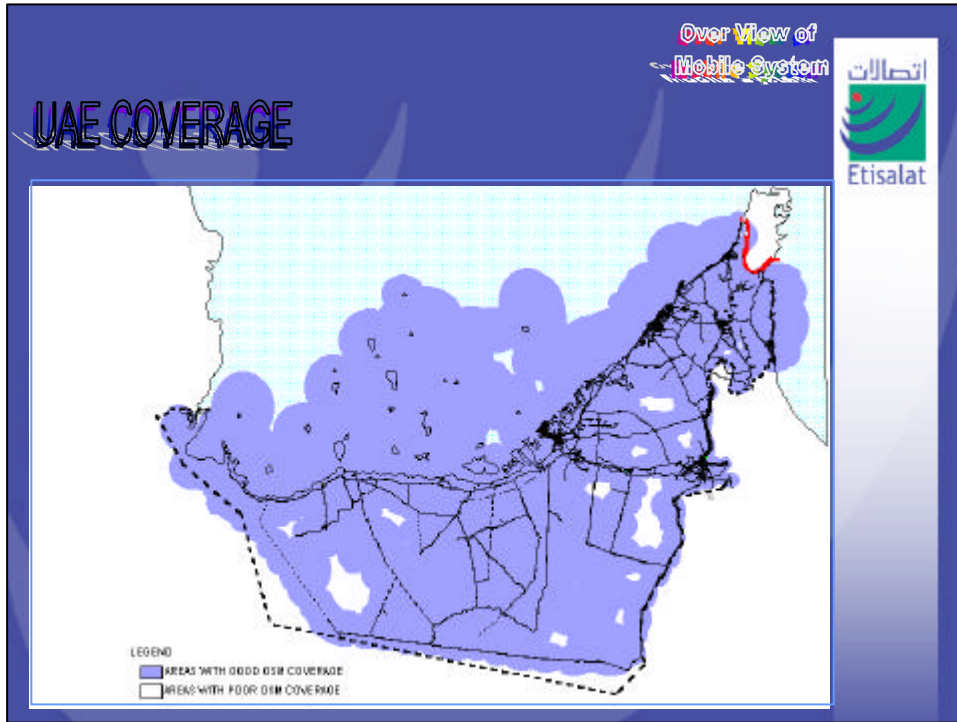 Over View of
Mobile System
اتصالات
Etisalat
UAE COVERAGE
LEGEND
AREAS WITH GOOD GSM COVERAGE
AREAS WITH POOR GSM COVERAGE